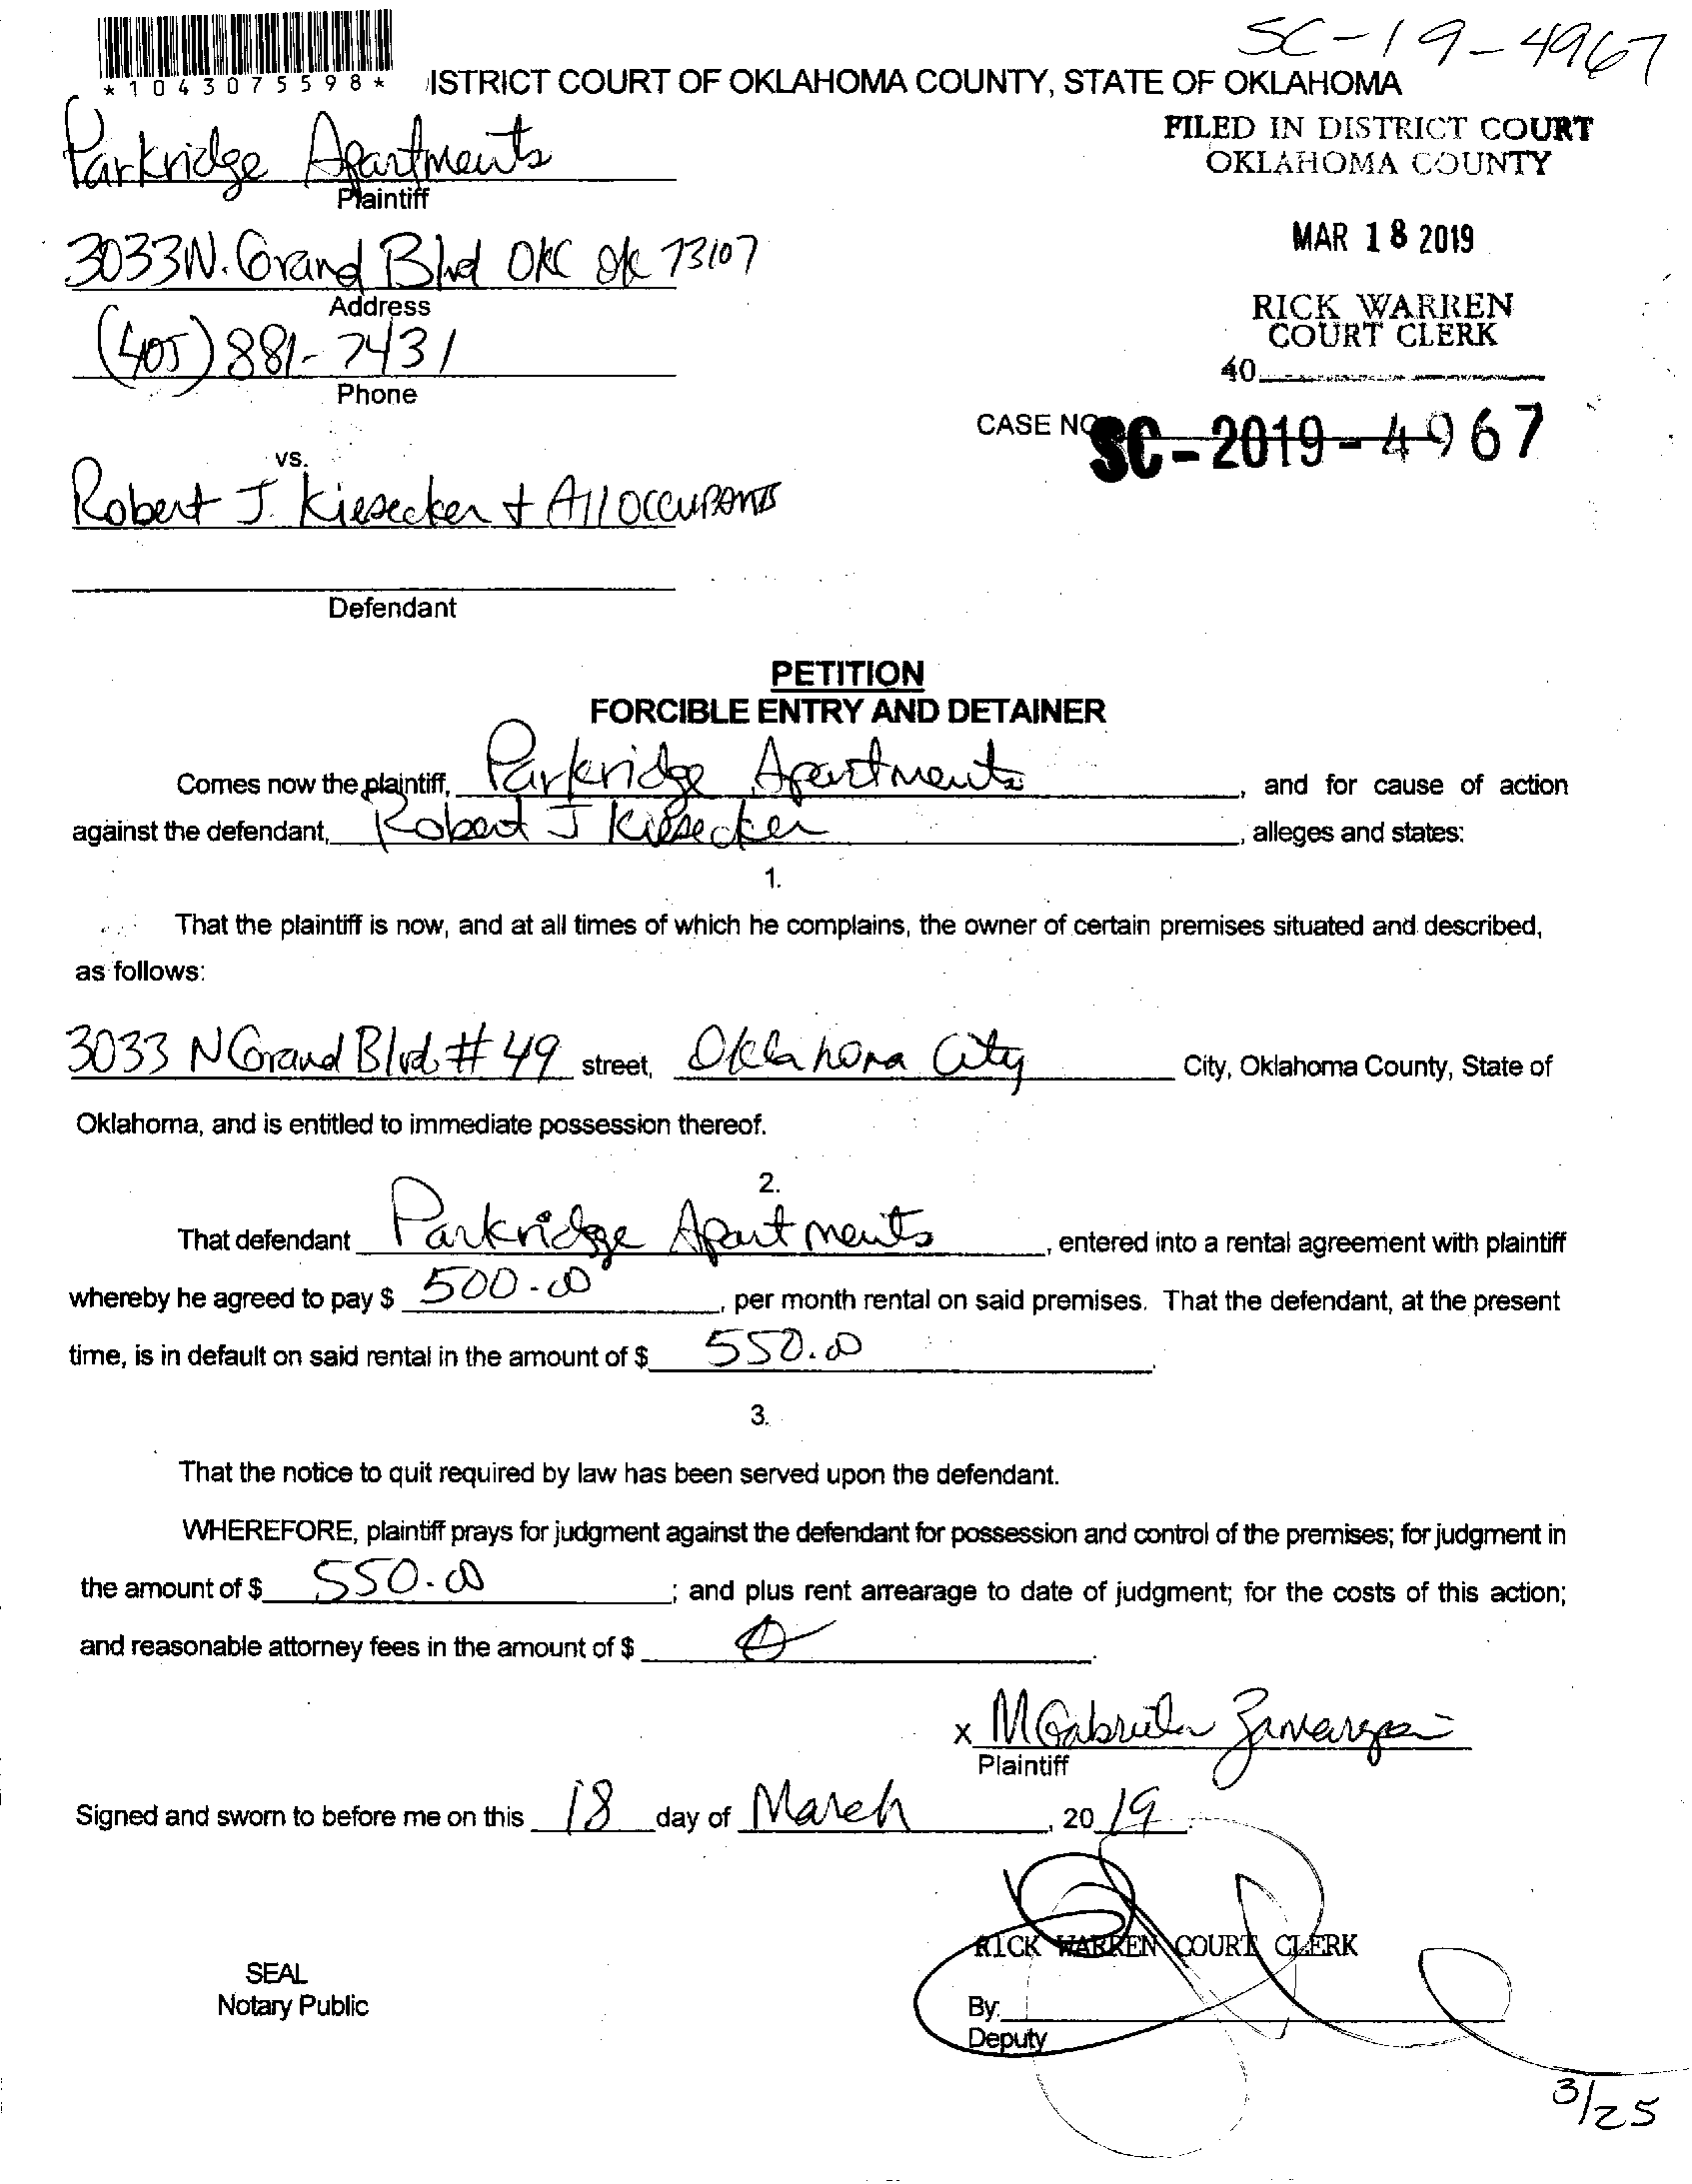 SC-19-4967
*1043075598*
ISTRICT COURT OF OKLAHOMA COUNTY, STATE OF OKLAHOMA
FILED IN DISTRICT COURT
OKLAHOMA COUNTY
Parkridge Apartments
Plaintiff
MAR 18 2019
3033 N. Grand Blvd OKC Ok 73107
Address
RICK WARREN
COURT CLERK
(405) 881-7431
Phone
40
CASE NO
SC-2019-4967
vs.
Robert J. Kiesecker + All OCCUPANTS
Defendant
PETITION
FORCIBLE ENTRY AND DETAINER
Comes now the plaintiff, Parkridge Apartments, and for cause of action
against the defendant, Robert J Kiesecker, alleges and states:
1.
That the plaintiff is now, and at all times of which he complains, the owner of certain premises situated and described,
as follows:
3033 N Grand Blvd #49 street, Oklahoma City City, Oklahoma County, State of
Oklahoma, and is entitled to immediate possession thereof.
2.
That defendant Parkridge Apartments, entered into a rental agreement with plaintiff
whereby he agreed to pay $ 500.00, per month rental on said premises. That the defendant, at the present
time, is in default on said rental in the amount of $ 550.00.
3.
That the notice to quit required by law has been served upon the defendant.
WHEREFORE, plaintiff prays for judgment against the defendant for possession and control of the premises; for judgment in
the amount of $ 550.00; and plus rent arrearage to date of judgment; for the costs of this action;
and reasonable attorney fees in the amount of $ 0.
x M Gabriela
Plaintiff
Signed and sworn to before me on this 18 day of March, 20 19.
RICK WARREN COURT CLERK
SEAL
Notary Public
By:
Deputy
3/25